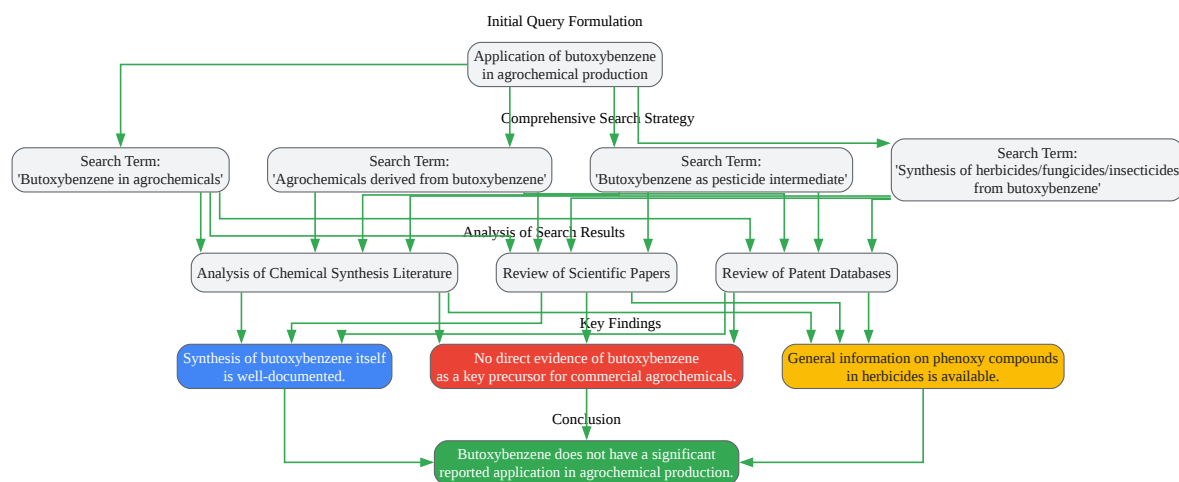 Initial Query Formulation
Application of butoxybenzene
in agrochemical production
Comprehensive Search Strategy
Search Term:
'Butoxybenzene in agrochemicals'
Search Term:
'Agrochemicals derived from butoxybenzene'
Search Term:
'Butoxybenzene as pesticide intermediate'
Search Term:
'Synthesis of herbicides/fungicides/insecticides
from butoxybenzene'
Analysis of Search Results
Analysis of Chemical Synthesis Literature
Review of Scientific Papers
Review of Patent Databases
Key Findings
Synthesis of butoxybenzene itself
is well-documented.
No direct evidence of butoxybenzene
as a key precursor for commercial agrochemicals.
General information on phenoxy compounds
in herbicides is available.
Conclusion
Butoxybenzene does not have a significant
reported application in agrochemical production.